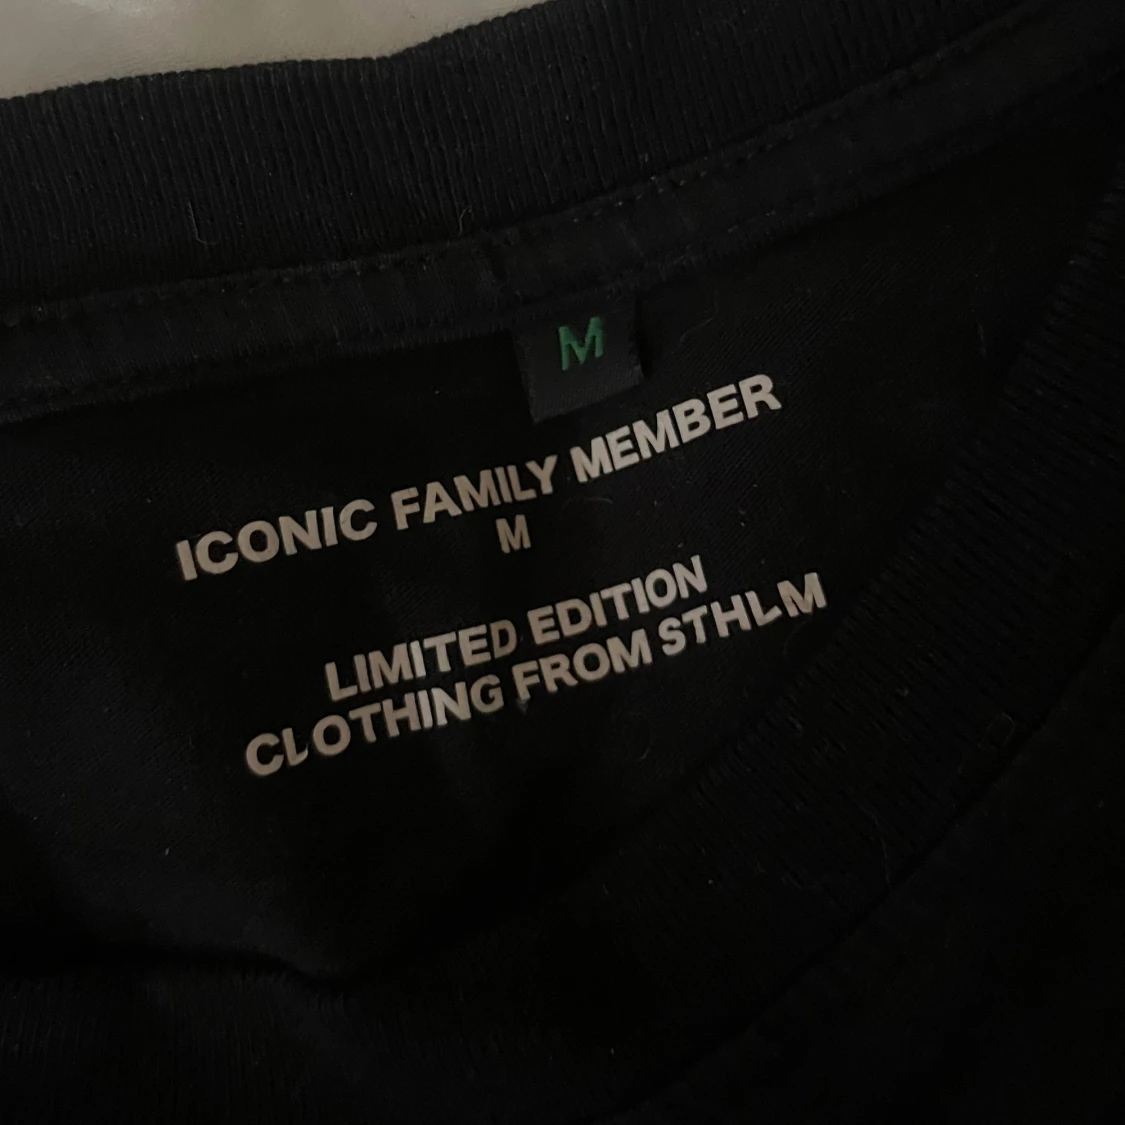 M
ICONIC FAMILY MEMBER
M
LIMITED EDITION
CLOTHING FROM STHLM